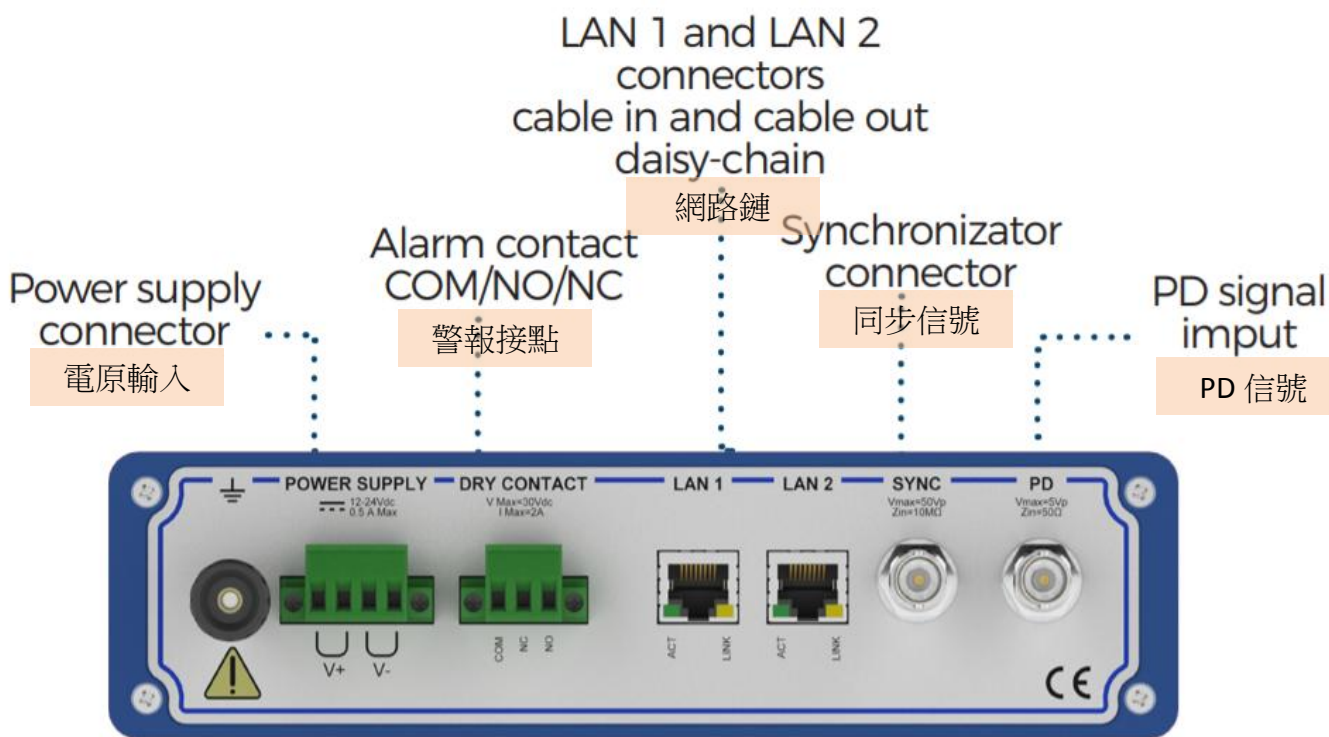 LAN 1 and LAN 2
connectors
cable in and cable out
daisy-chain
網路鏈
Alarm contact
COM/NO/NC
警報接點
Synchronizator
connector
同步信號
Power supply
connector
電原輸入
PD signal
imput
PD 信號
POWER SUPPLY
12-24Vdc
0.5 A Max
DRY CONTACT
V Max=30Vdc
I Max=2A
LAN 1
LAN 2
SYNC
Vmax=50Vp
Zin=10MΩ
PD
Vmax=5Vp
Zin=50Ω
V+
V-
COM
NC
NO
ACT
LINK
ACT
LINK
CE